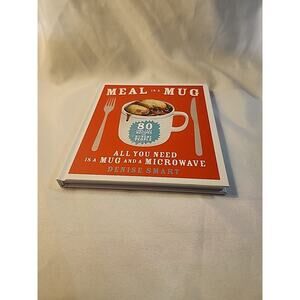 MEAL IN A MUG
80
ALL YOU NEED
IS A MUG AND A MICROWAVE
DENISE SMART